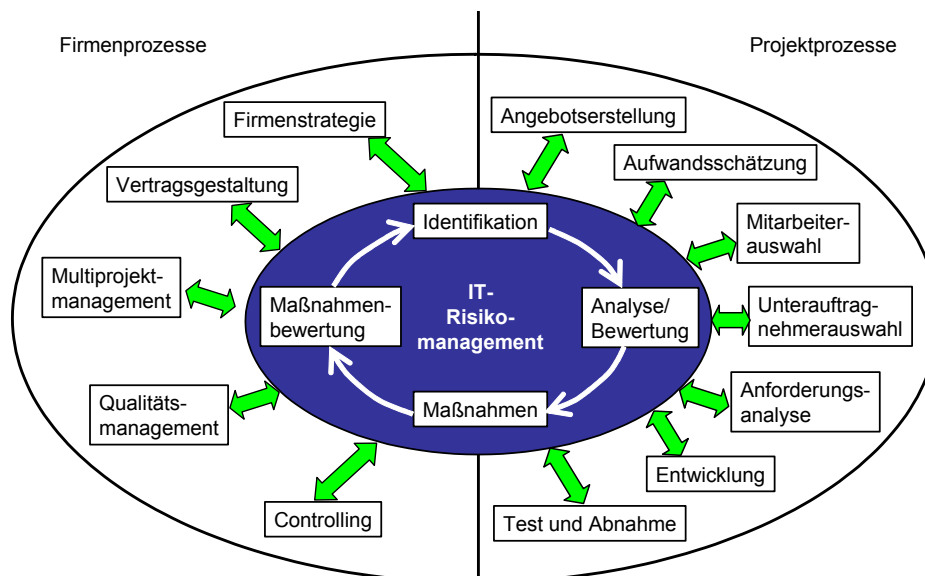 Firmenprozesse
Projektprozesse
Firmenstrategie
Angebotserstellung
Vertragsgestaltung
Aufwandsschätzung
Multiprojekt-
management
Mitarbeiter-
auswahl
Identifikation
Maßnahmen-
bewertung
IT-
Risiko-
management
Analyse/
Bewertung
Unterauftrag-
nehmerauswahl
Maßnahmen
Qualitäts-
management
Anforderungs-
analyse
Entwicklung
Controlling
Test und Abnahme